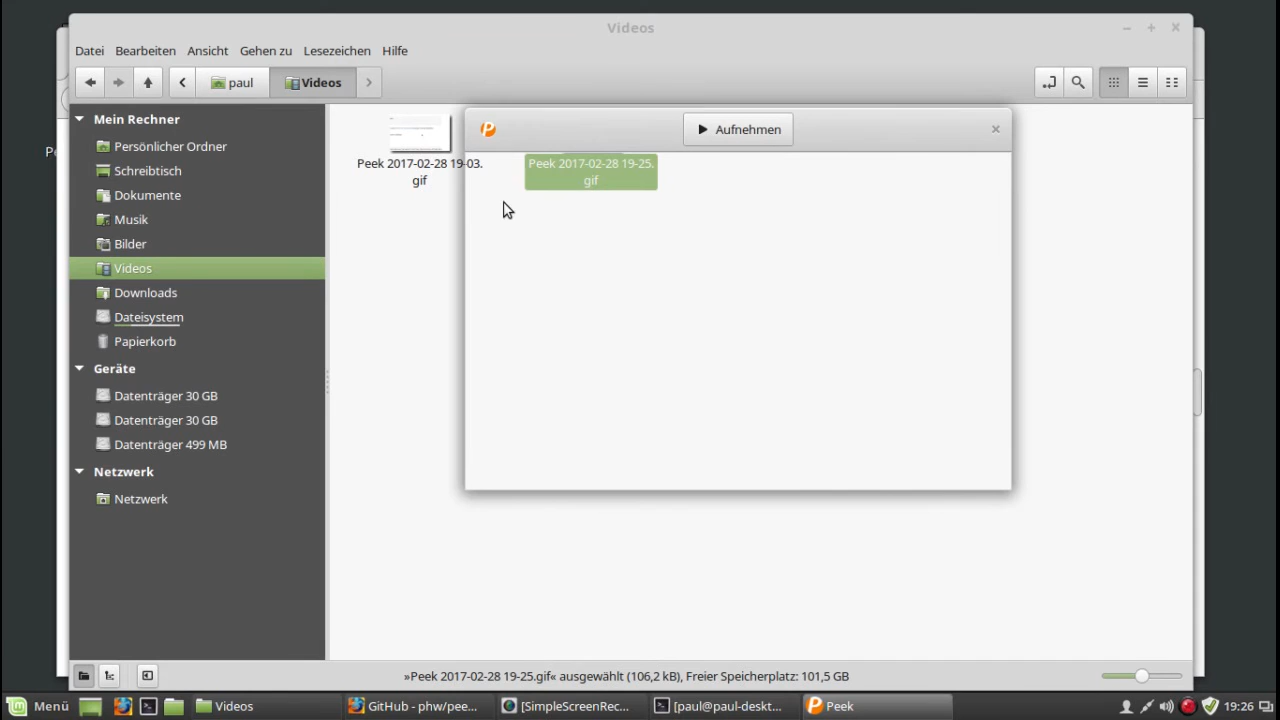 Videos
Datei Bearbeiten Ansicht Gehen zu Lesezeichen Hilfe
paul Videos
Mein Rechner
Persönlicher Ordner
Schreibtisch
Dokumente
Musik
Bilder
Videos
Downloads
Dateisystem
Papierkorb
Geräte
Datenträger 30 GB
Datenträger 30 GB
Datenträger 499 MB
Netzwerk
Netzwerk
Aufnehmen
Peek 2017-02-28 19-03.
gif
Peek 2017-02-28 19-25.
gif
»Peek 2017-02-28 19-25.gif« ausgewählt (106,2 kB), Freier Speicherplatz: 101,5 GB
Menü Videos GitHub - phw/pee... [SimpleScreenRec... [paul@paul-deskt... Peek 19:26